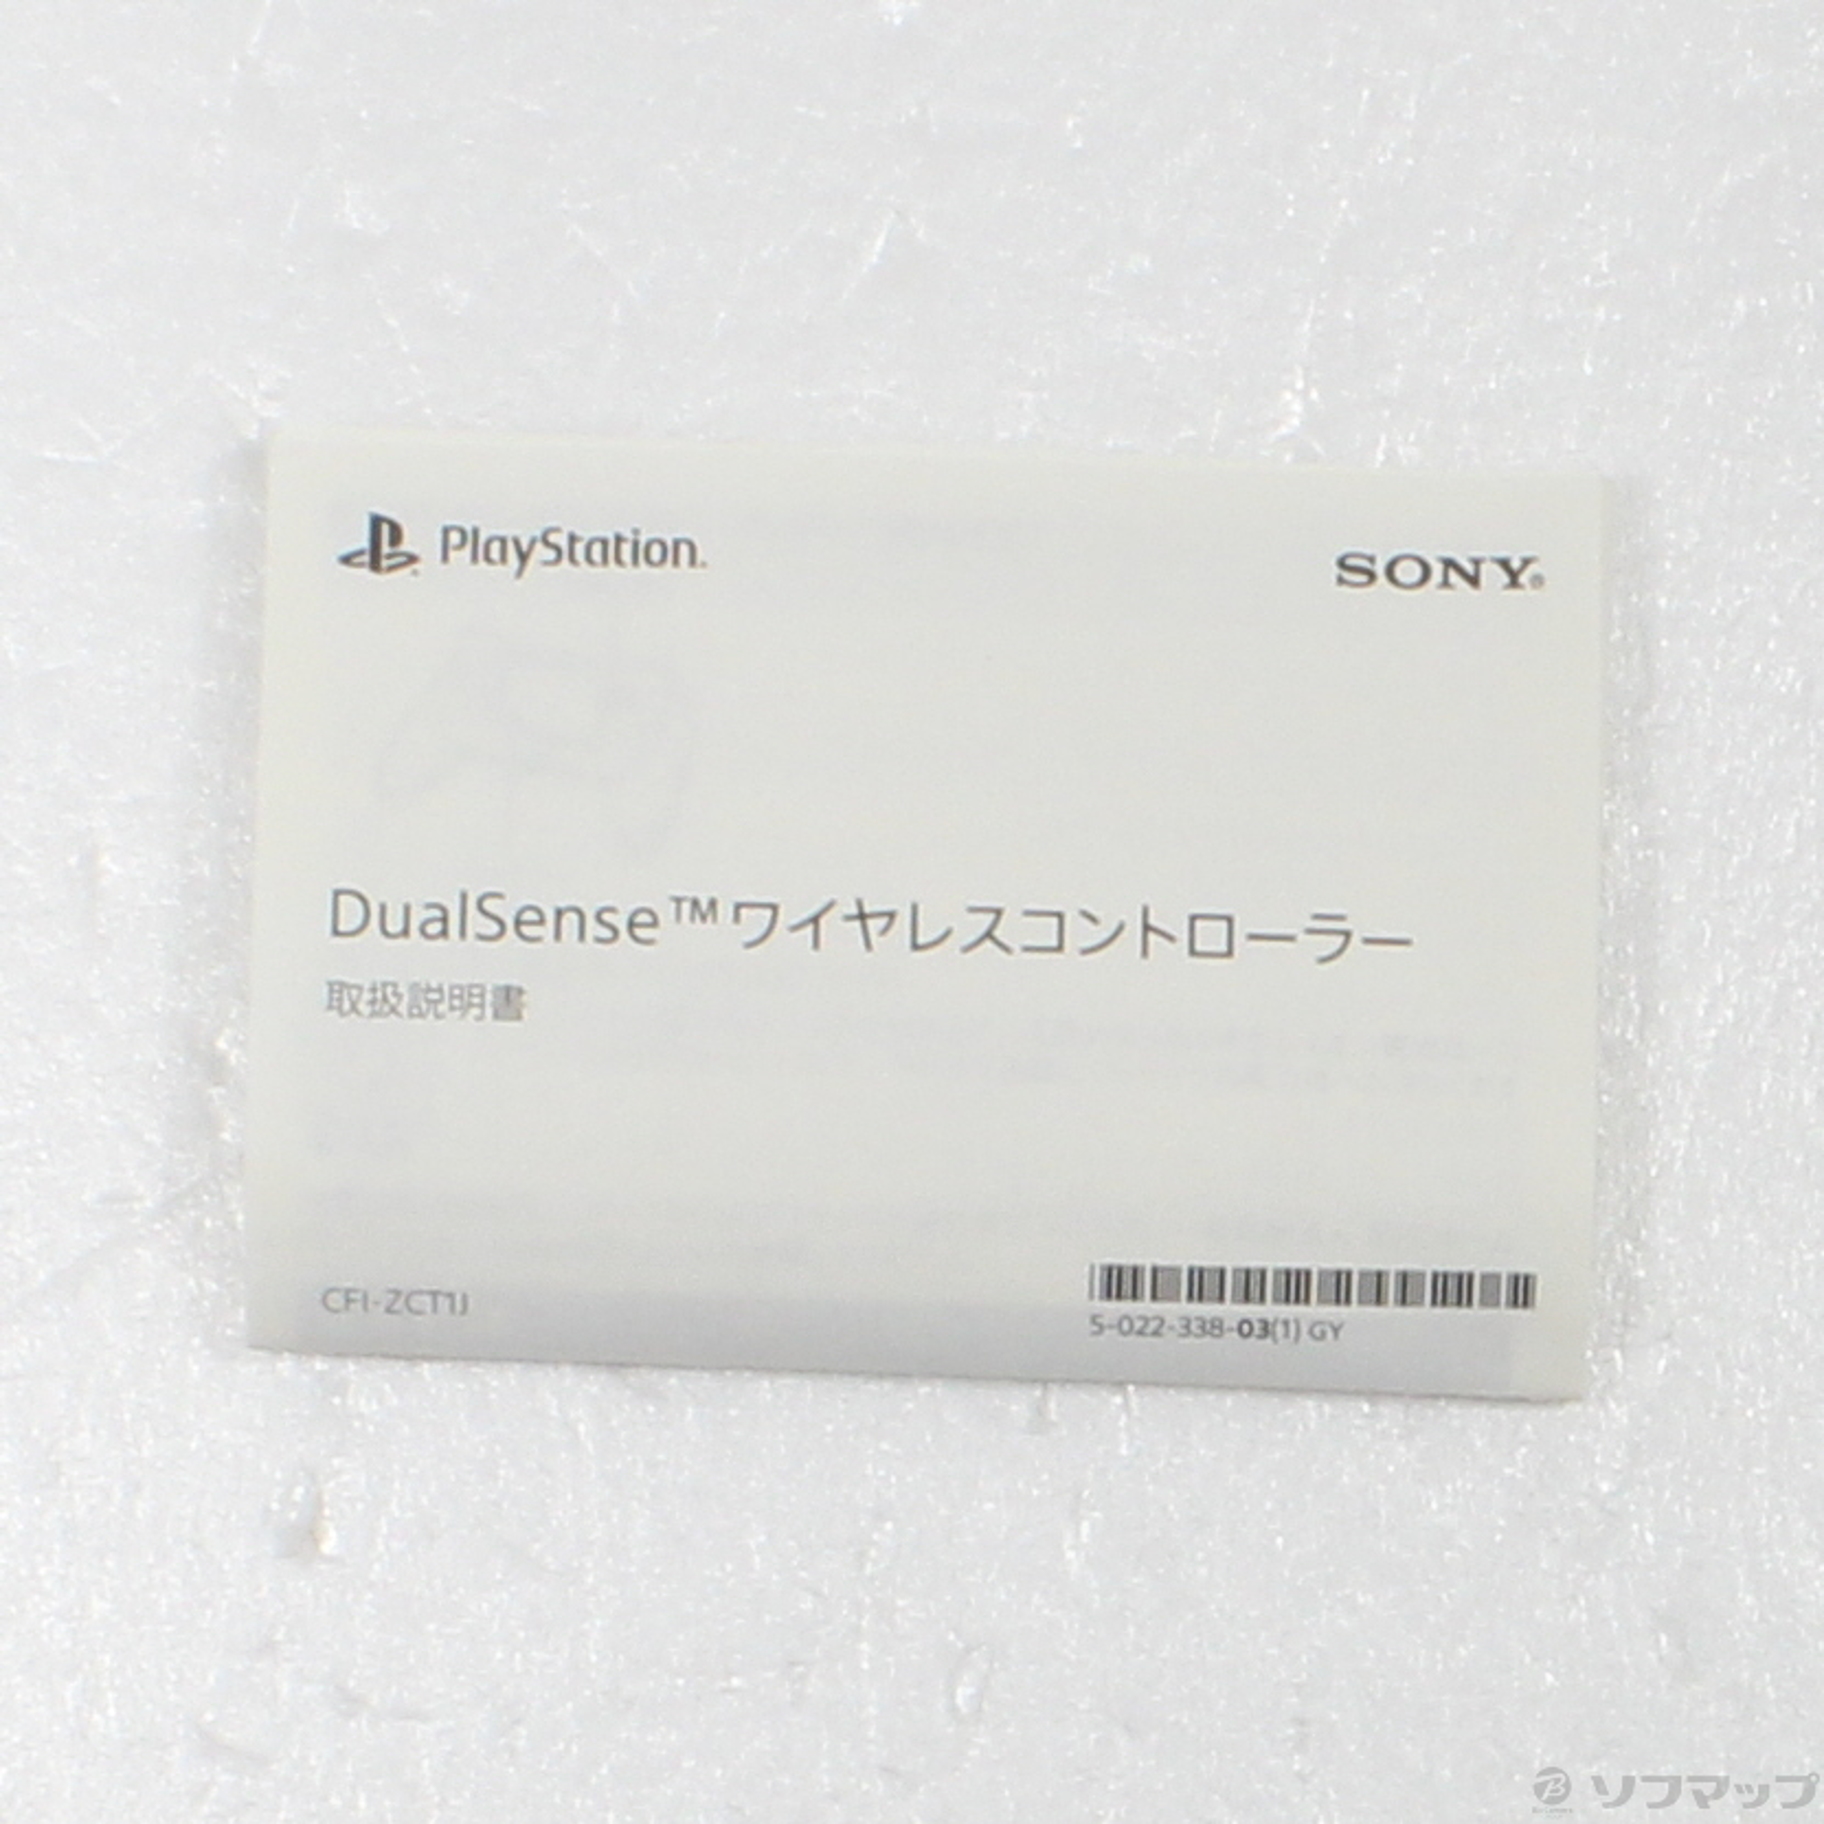 PlayStation®
SONY®
DualSense™ワイヤレスコントローラー
取扱説明書
CFI-ZCT1J
5-022-338-03(1) GY
ソフマップ